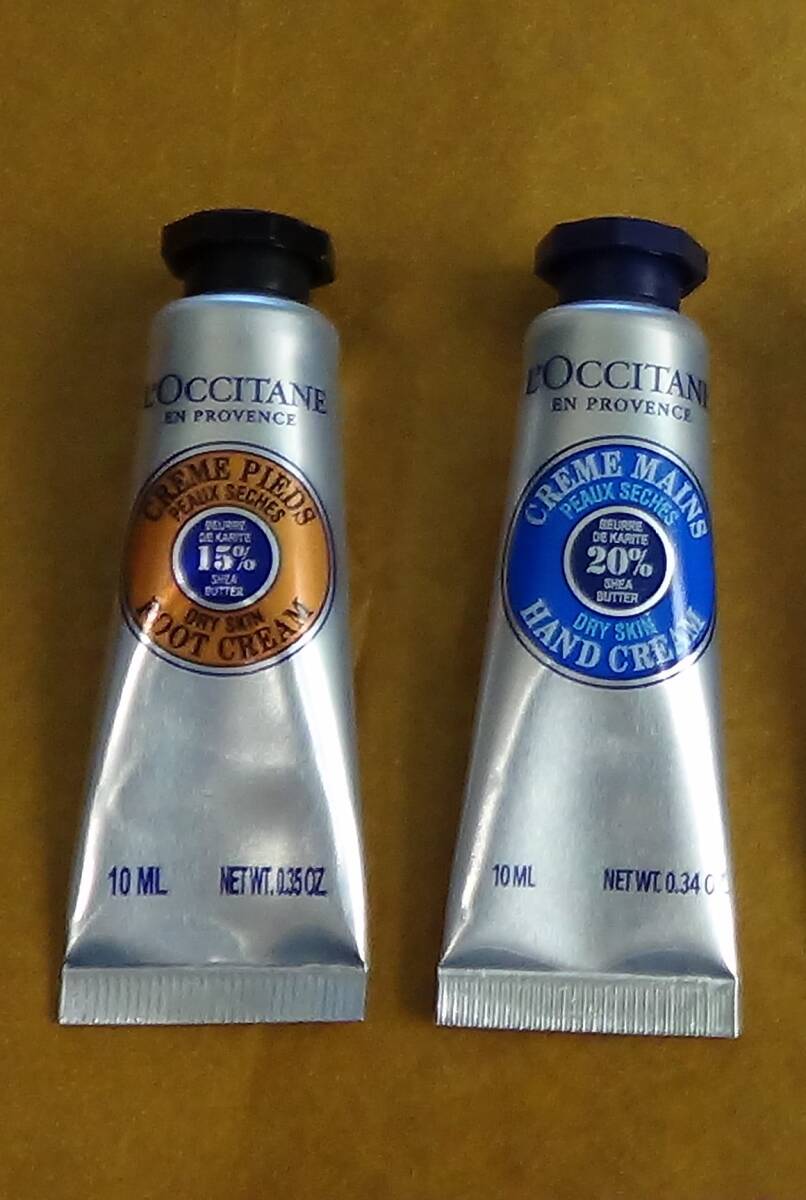 L'OCCITANE
EN PROVENCE
CREME PIEDS
PEAUX SECHES
BEURRE
DE KARITE
15%
SHEA
BUTTER
DRY SKIN
FOOT CREAM
10 ML NET WT. 0.35 OZ.
L'OCCITANE
EN PROVENCE
CREME MAINS
PEAUX SECHES
BEURRE
DE KARITE
20%
SHEA
BUTTER
DRY SKIN
HAND CREAM
10 ML NET WT. 0.34